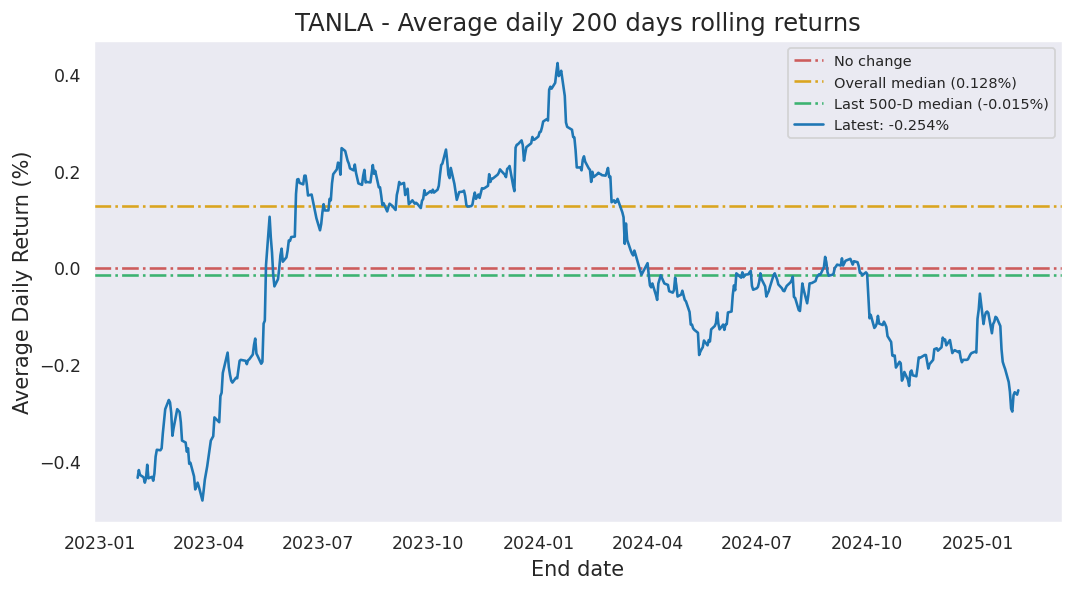 TANLA - Average daily 200 days rolling returns
No change
Overall median (0.128%)
Last 500-D median (-0.015%)
Latest: -0.254%
Average Daily Return (%)
0.4
0.2
0.0
−0.2
−0.4
2023-01 2023-04 2023-07 2023-10 2024-01 2024-04 2024-07 2024-10 2025-01
End date